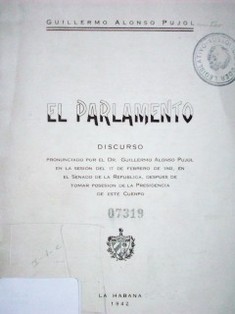 GUILLERMO ALONSO PUJOL
EL PARLAMENTO
DISCURSO
PRONUNCIADO POR EL DR. GUILLERMO ALONSO PUJOL
EN LA SESION DEL 17 DE FEBRERO DE 1942, EN
EL SENADO DE LA REPUBLICA, DESPUES DE
TOMAR POSESION DE LA PRESIDENCIA
DE ESTE CUERPO
07319
LA HABANA
1942